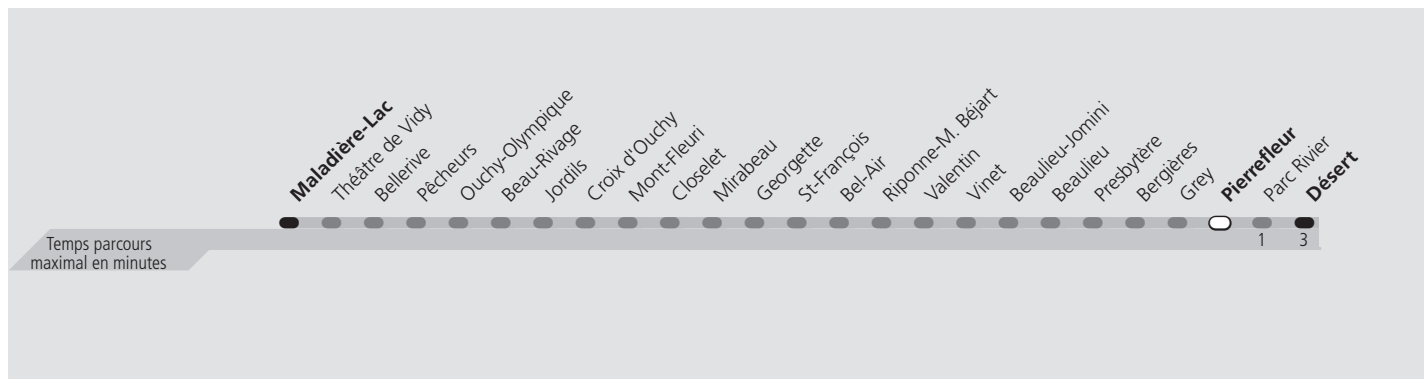 Maladière-Lac
Théâtre de Vidy
Bellerive
Pêcheurs
Ouchy-Olympique
Beau-Rivage
Jordils
Croix d'Ouchy
Mont-Fleuri
Closelet
Mirabeau
Georgette
St-François
Bel-Air
Riponne-M. Béjart
Valentin
Vinet
Beaulieu-Jomini
Beaulieu
Presbytère
Bergières
Grey
Pierrefleur
Parc Rivier
Désert
Temps parcours
maximal en minutes
1 3